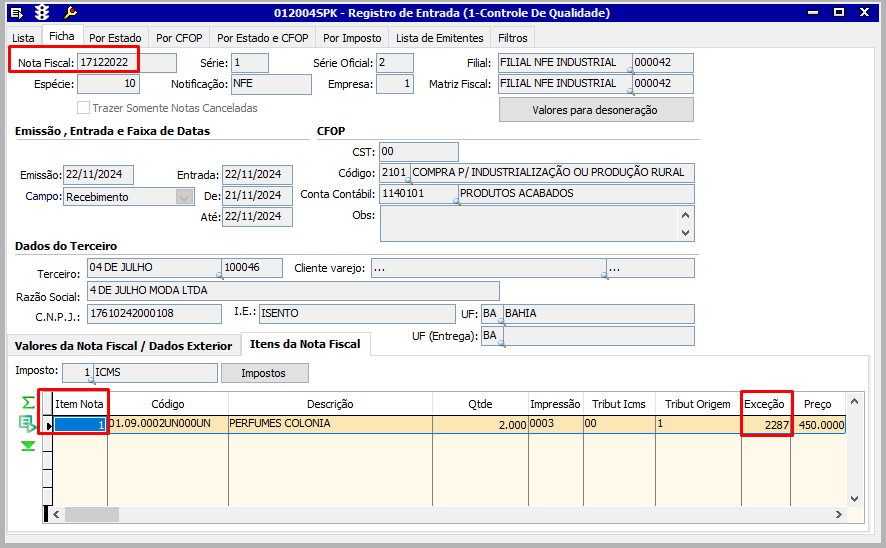 012004SPK - Registro de Entrada (1-Controle De Qualidade)
Lista Ficha Por Estado Por CFOP Por Estado e CFOP Por Imposto Lista de Emitentes Filtros
Nota Fiscal: 17122022 Série: 1 Série Oficial: 2 Filial: FILIAL NFE INDUSTRIAL 000042
Espécie: 10 Notificação: NFE Empresa: 1 Matriz Fiscal: FILIAL NFE INDUSTRIAL 000042
Trazer Somente Notas Canceladas Valores para desoneração
Emissão , Entrada e Faixa de Datas CFOP
CST: 00
Emissão: 22/11/2024 Entrada: 22/11/2024 Código: 2101 COMPRA P/ INDUSTRIALIZAÇÃO OU PRODUÇÃO RURAL
Campo: Recebimento De: 21/11/2024 Conta Contábil: 1140101 PRODUTOS ACABADOS
Até: 22/11/2024 Obs:
Dados do Terceiro
Terceiro: 04 DE JULHO 100046 Cliente varejo: ... ...
Razão Social: 4 DE JULHO MODA LTDA
C.N.P.J.: 17610242000108 I.E.: ISENTO UF: BA BAHIA
UF (Entrega): BA
Valores da Nota Fiscal / Dados Exterior Itens da Nota Fiscal
Imposto: 1 ICMS Impostos
Item Nota Código Descrição Qtde Impressão Tribut Icms Tribut Origem Exceção Preço
1 01.09.0002UN000UN PERFUMES COLONIA 2.000 0003 00 1 2287 450.0000